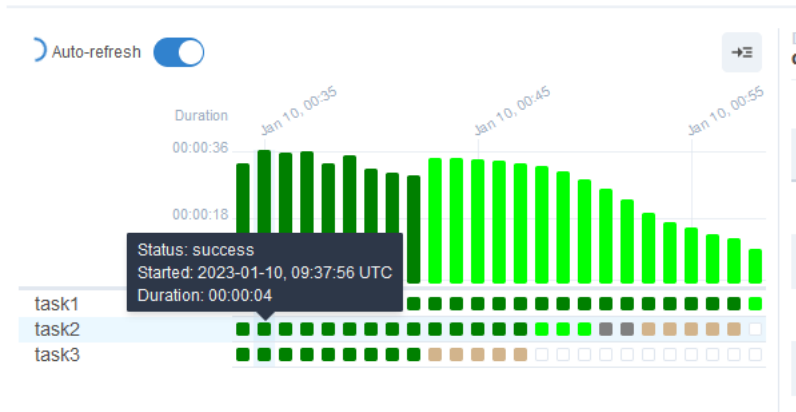 Auto-refresh
Jan 10, 00:35
Jan 10, 00:45
Jan 10, 00:55
Duration
00:00:36
00:00:18
Status: success
Started: 2023-01-10, 09:37:56 UTC
Duration: 00:00:04
task1
task2
task3